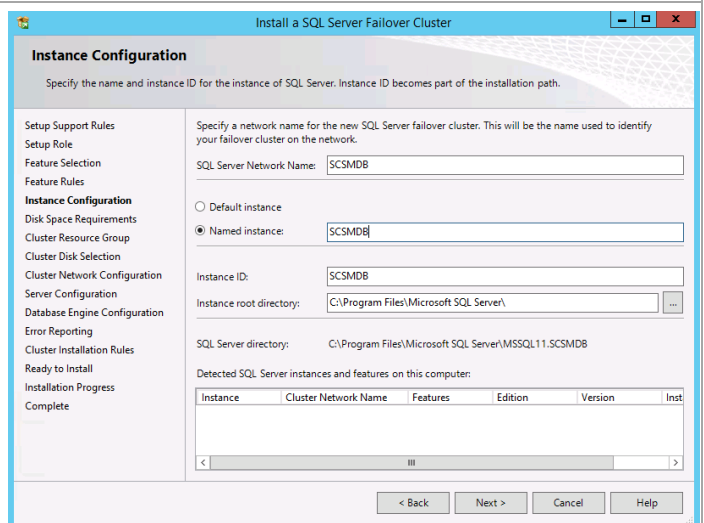 Install a SQL Server Failover Cluster
Instance Configuration
Specify the name and instance ID for the instance of SQL Server. Instance ID becomes part of the installation path.
Setup Support Rules
Setup Role
Feature Selection
Feature Rules
Instance Configuration
Disk Space Requirements
Cluster Resource Group
Cluster Disk Selection
Cluster Network Configuration
Server Configuration
Database Engine Configuration
Error Reporting
Cluster Installation Rules
Ready to Install
Installation Progress
Complete
Specify a network name for the new SQL Server failover cluster. This will be the name used to identify
your failover cluster on the network.
SQL Server Network Name: SCSMDB
Default instance
Named instance: SCSMDB
Instance ID: SCSMDB
Instance root directory: C:\Program Files\Microsoft SQL Server\ ...
SQL Server directory: C:\Program Files\Microsoft SQL Server\MSSQL11.SCSMDB
Detected SQL Server instances and features on this computer:
Instance Cluster Network Name Features Edition Version Inst
< Back Next > Cancel Help